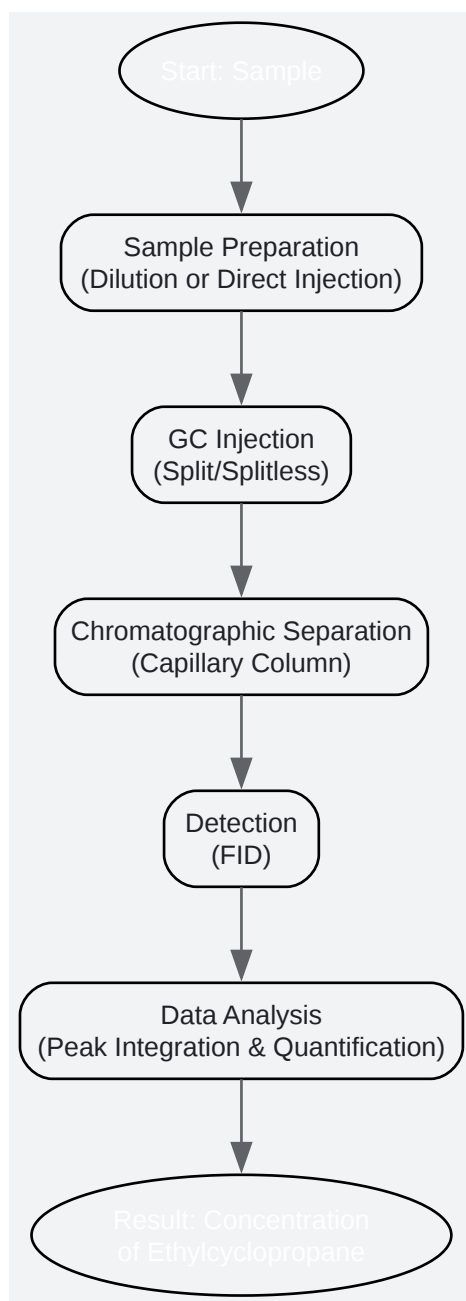 Start: Sample
Sample Preparation
(Dilution or Direct Injection)
GC Injection
(Split/Splitless)
Chromatographic Separation
(Capillary Column)
Detection
(FID)
Data Analysis
(Peak Integration & Quantification)
Result: Concentration
of Ethylcyclopropane